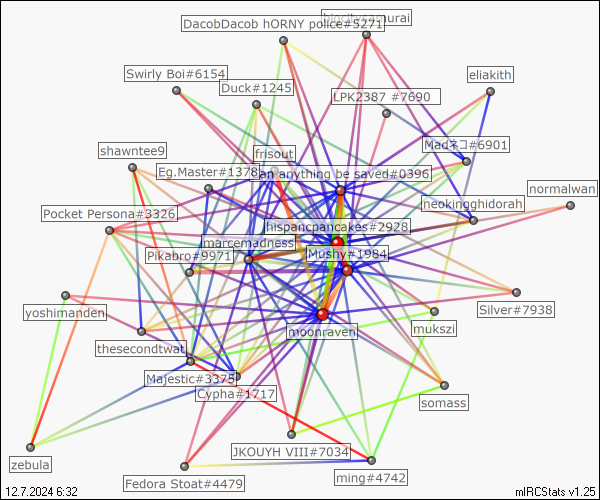 DacobDacob hORNY police#5271
bigcitysamurai
Swirly Boi#6154
eliakith
Duck#1245
LPK2387 #7690
Madネコ#6901
shawntee9
frisout
Eg.Master#1378
an anything be saved#0396
normalwan
Pocket Persona#3326
neokingghidorah
hispancpancakes#2928
marcemadness
Pikabro#9971
Mushy#1984
yoshimanden
Silver#7938
moonraven
mukszi
thesecondtwat
Majestic#3375
Cypha#1717
somass
JKOUYH VIII#7034
zebula
ming#4742
Fedora Stoat#4479
12.7.2024 6:32
mIRCStats v1.25